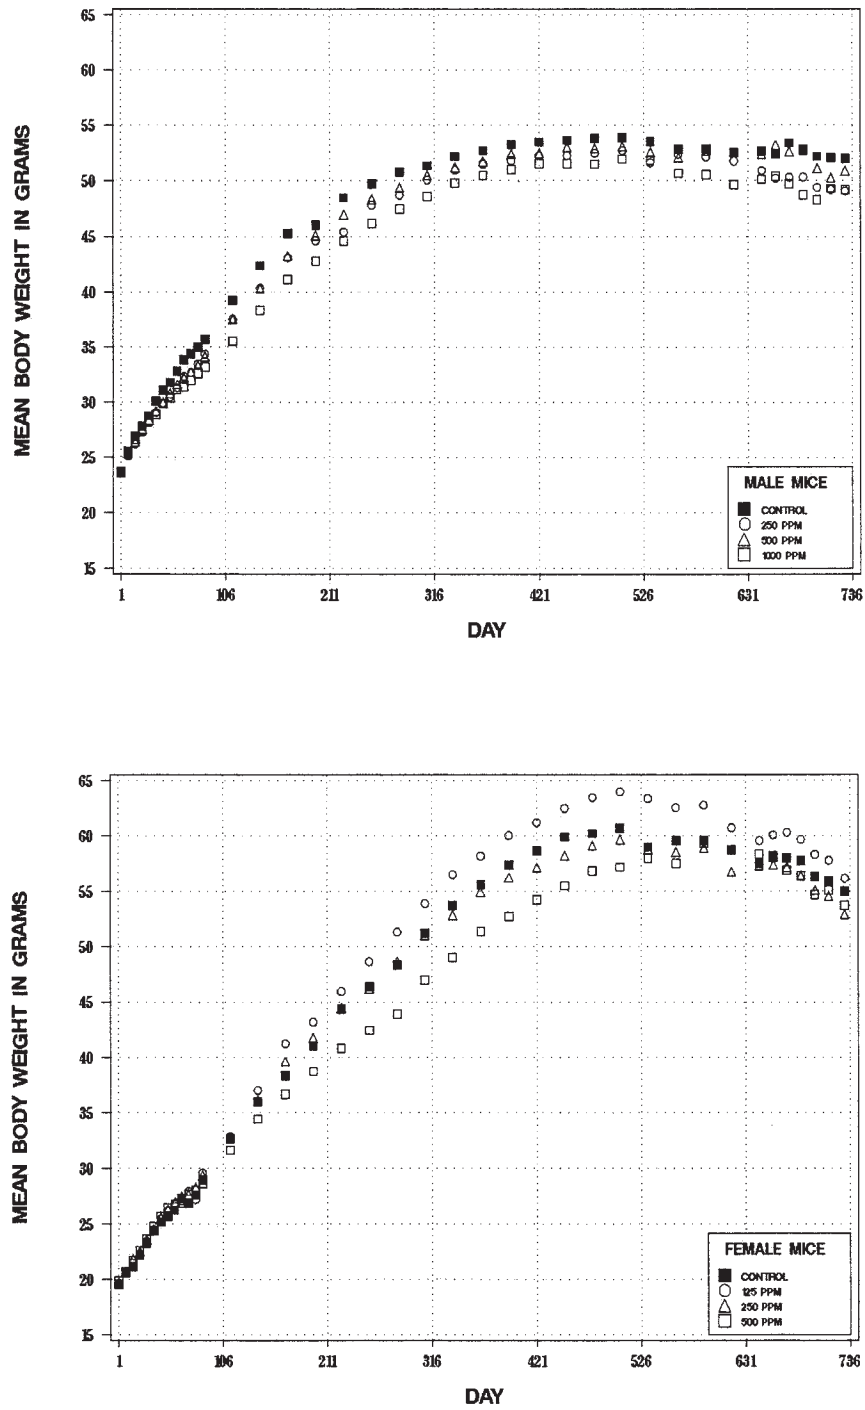 65
60
55
50
45
40
35
30
25
20
15
MEAN BODY WEIGHT IN GRAMS
MALE MICE
CONTROL
250 PPM
500 PPM
1000 PPM
1 106 211 316 421 526 631 736
DAY
65
60
55
50
45
40
35
30
25
20
15
MEAN BODY WEIGHT IN GRAMS
FEMALE MICE
CONTROL
125 PPM
250 PPM
500 PPM
1 106 211 316 421 526 631 736
DAY